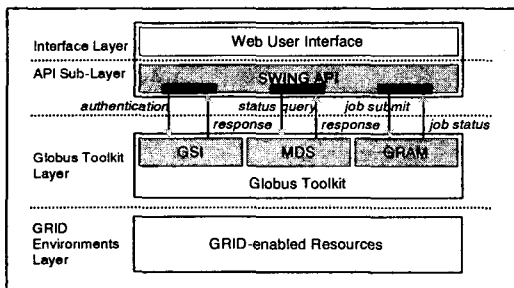 Interface Layer
Web User Interface
API Sub-Layer
SWING API
authentication
status query
job submit
response
response
job status
Globus Toolkit
Layer
GSI
MDS
GRAM
Globus Toolkit
GRID
Environments
Layer
GRID-enabled Resources